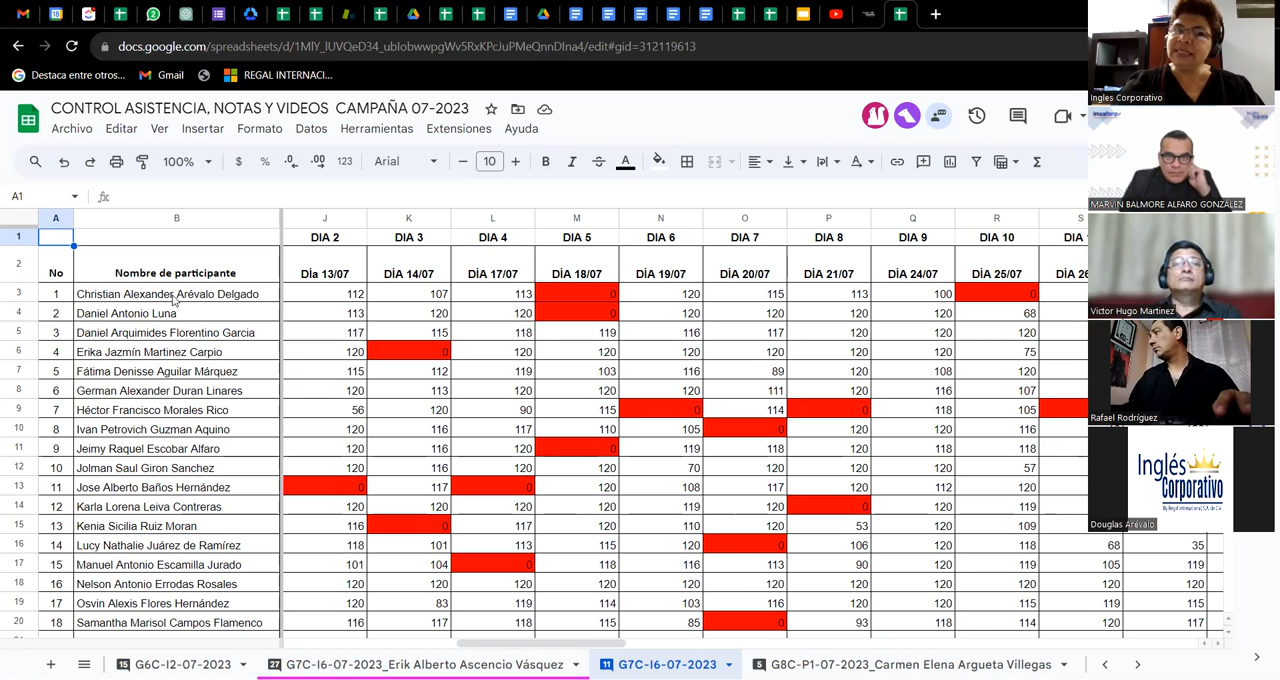 docs.google.com/spreadsheets/d/1MlY_lUVQeD34_ubIobwwpgWv5RxKPcJuPMeQnnDIna4/edit#gid=312119613
Destaca entre otros...
Gmail
REGAL INTERNACI...
CONTROL ASISTENCIA, NOTAS Y VIDEOS CAMPAÑA 07-2023
Archivo Editar Ver Insertar Formato Datos Herramientas Extensiones Ayuda
100% $ % .0 .00 123 Arial 10
A1 fx
A B J K L M N O P Q R S
1 DIA 2 DIA 3 DIA 4 DIA 5 DIA 6 DIA 7 DIA 8 DIA 9 DIA 10 DIA
2 No Nombre de participante Dia 13/07 DÍA 14/07 DÍA 17/07 DÍA 18/07 DÍA 19/07 DÍA 20/07 DÍA 21/07 DÍA 24/07 DÍA 25/07
3 1 Christian Alexander Arévalo Delgado 112 107 113 0 120 115 113 100 0
4 2 Daniel Antonio Luna 113 120 120 0 120 120 120 120 68
5 3 Daniel Arquimides Florentino Garcia 117 115 118 119 116 117 120 120 120
6 4 Erika Jazmín Martinez Carpio 120 0 120 120 120 120 120 120 75
7 5 Fátima Denisse Aguilar Márquez 115 112 119 103 116 89 120 108 120
8 6 German Alexander Duran Linares 120 113 120 120 120 111 120 116 107
9 7 Héctor Francisco Morales Rico 56 120 90 115 0 114 0 118 105
10 8 Ivan Petrovich Guzman Aquino 120 120 117 110 105 0 120 120 116
11 9 Jeimy Raquel Escobar Alfaro 120 116 120 0 119 118 120 118 118
12 10 Jolman Saul Giron Sanchez 120 116 120 120 70 120 120 120 57
13 11 Jose Alberto Baños Hernández 0 117 0 120 108 117 120 112 120
14 12 Karla Lorena Leiva Contreras 120 120 120 120 119 120 0 120 119
15 13 Kenia Sicilia Ruiz Moran 116 0 117 120 110 120 53 120 109
16 14 Lucy Nathalie Juárez de Ramírez 118 101 113 115 120 0 106 120 118 68 35
17 15 Manuel Antonio Escamilla Jurado 101 104 0 118 116 113 90 120 119 105 119
18 16 Nelson Antonio Errodas Rosales 120 120 120 120 120 120 120 120 120 120 120
19 17 Osvin Alexis Flores Hernández 120 83 119 114 103 116 120 120 115 119 115
20 18 Samantha Marisol Campos Flamenco 116 117 118 115 85 0 93 118 114 120 117
15 G6C-I2-07-2023 27 G7C-I6-07-2023_Erik Alberto Ascencio Vásquez 11 G7C-I6-07-2023 5 G8C-P1-07-2023_Carmen Elena Argueta Villegas
Ingles Corporativo
MARVIN BALMORE ALFARO GONZÁLEZ
Victor Hugo Martinez
Rafael Rodríguez
Inglés
Corporativo
By Regal International, S.A. de C.V.
Douglas Arévalo